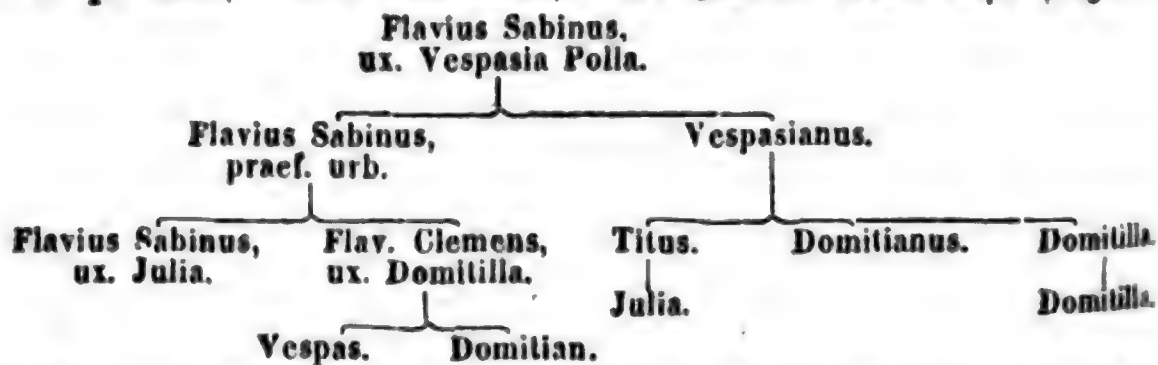 Flavius Sabinus,
ux. Vespasia Polla.
Flavius Sabinus,
praef. urb.
Vespasianus.
Flavius Sabinus,
ux. Julia.
Flav. Clemens,
ux. Domitilla.
Titus.
Domitianus.
Domitilla.
Julia.
Domitilla.
Vespas.
Domitian.